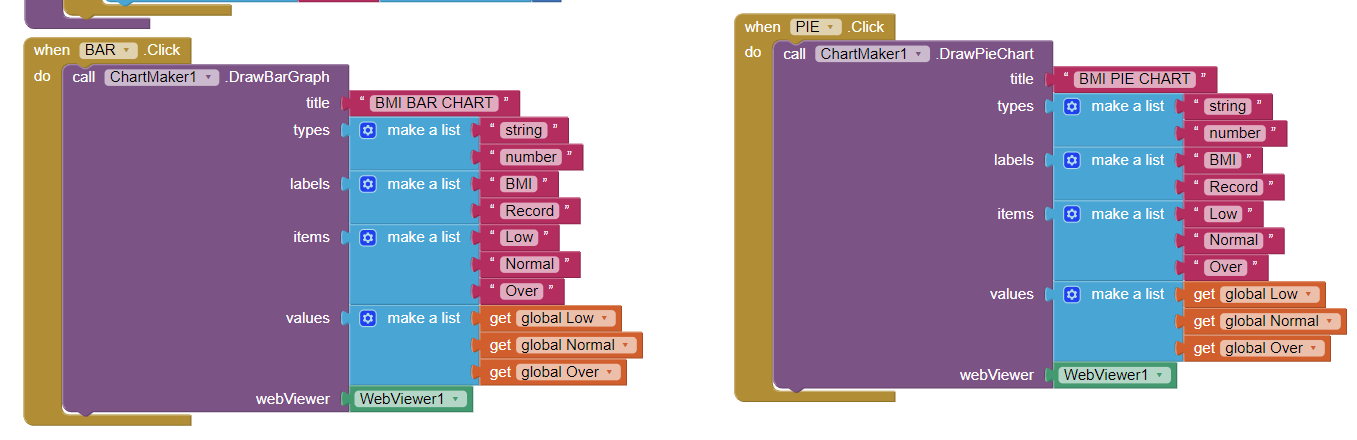 when BAR .Click
do call ChartMaker1 .DrawBarGraph
title “ BMI BAR CHART ”
types make a list “ string ”
“ number ”
labels make a list “ BMI ”
“ Record ”
items make a list “ Low ”
“ Normal ”
“ Over ”
values make a list get global Low
get global Normal
get global Over
webViewer WebViewer1
when PIE .Click
do call ChartMaker1 .DrawPieChart
title “ BMI PIE CHART ”
types make a list “ string ”
“ number ”
labels make a list “ BMI ”
“ Record ”
items make a list “ Low ”
“ Normal ”
“ Over ”
values make a list get global Low
get global Normal
get global Over
webViewer WebViewer1